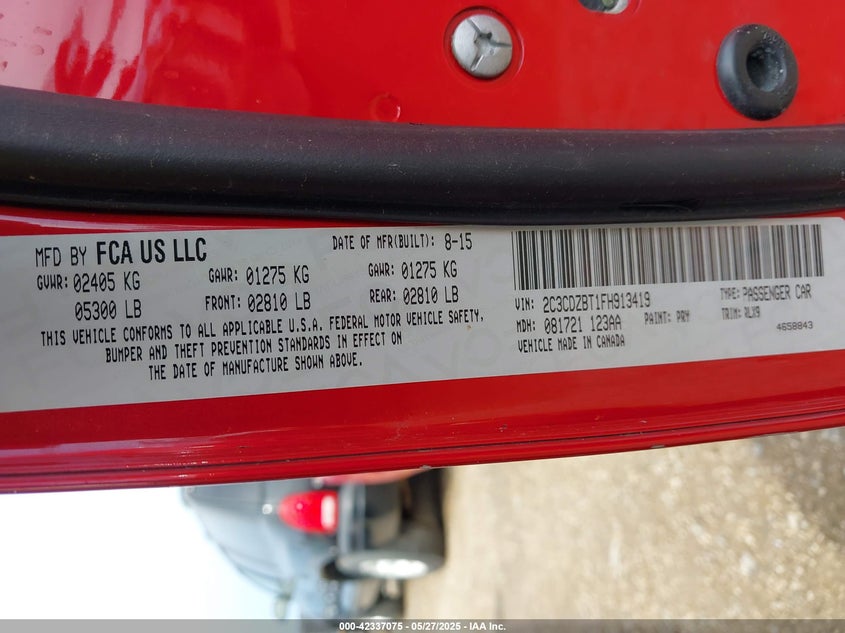 MFD BY FCA US LLC
DATE OF MFR(BUILT): 8-15
GVWR: 02405 KG
GAWR: 01275 KG
GAWR: 01275 KG
05300 LB
FRONT: 02810 LB
REAR: 02810 LB
THIS VEHICLE CONFORMS TO ALL APPLICABLE U.S.A. FEDERAL MOTOR VEHICLE SAFETY,
BUMPER AND THEFT PREVENTION STANDARDS IN EFFECT ON
THE DATE OF MANUFACTURE SHOWN ABOVE.
VIN: 2C3CDZBT1FH913419
TYPE: PASSENGER CAR
MDH: 081721 123AA
PAINT: PRY
TRIM: RLX9
VEHICLE MADE IN CANADA
4658843
000-42337075 — 05/27/2025 — IAA Inc.